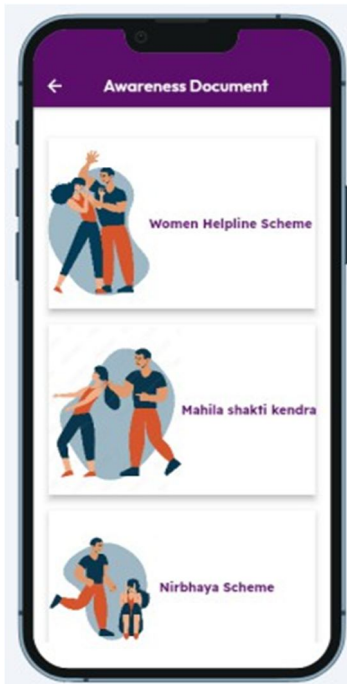 Awareness Document
Women Helpline Scheme
Mahila shakti kendra
Nirbhaya Scheme